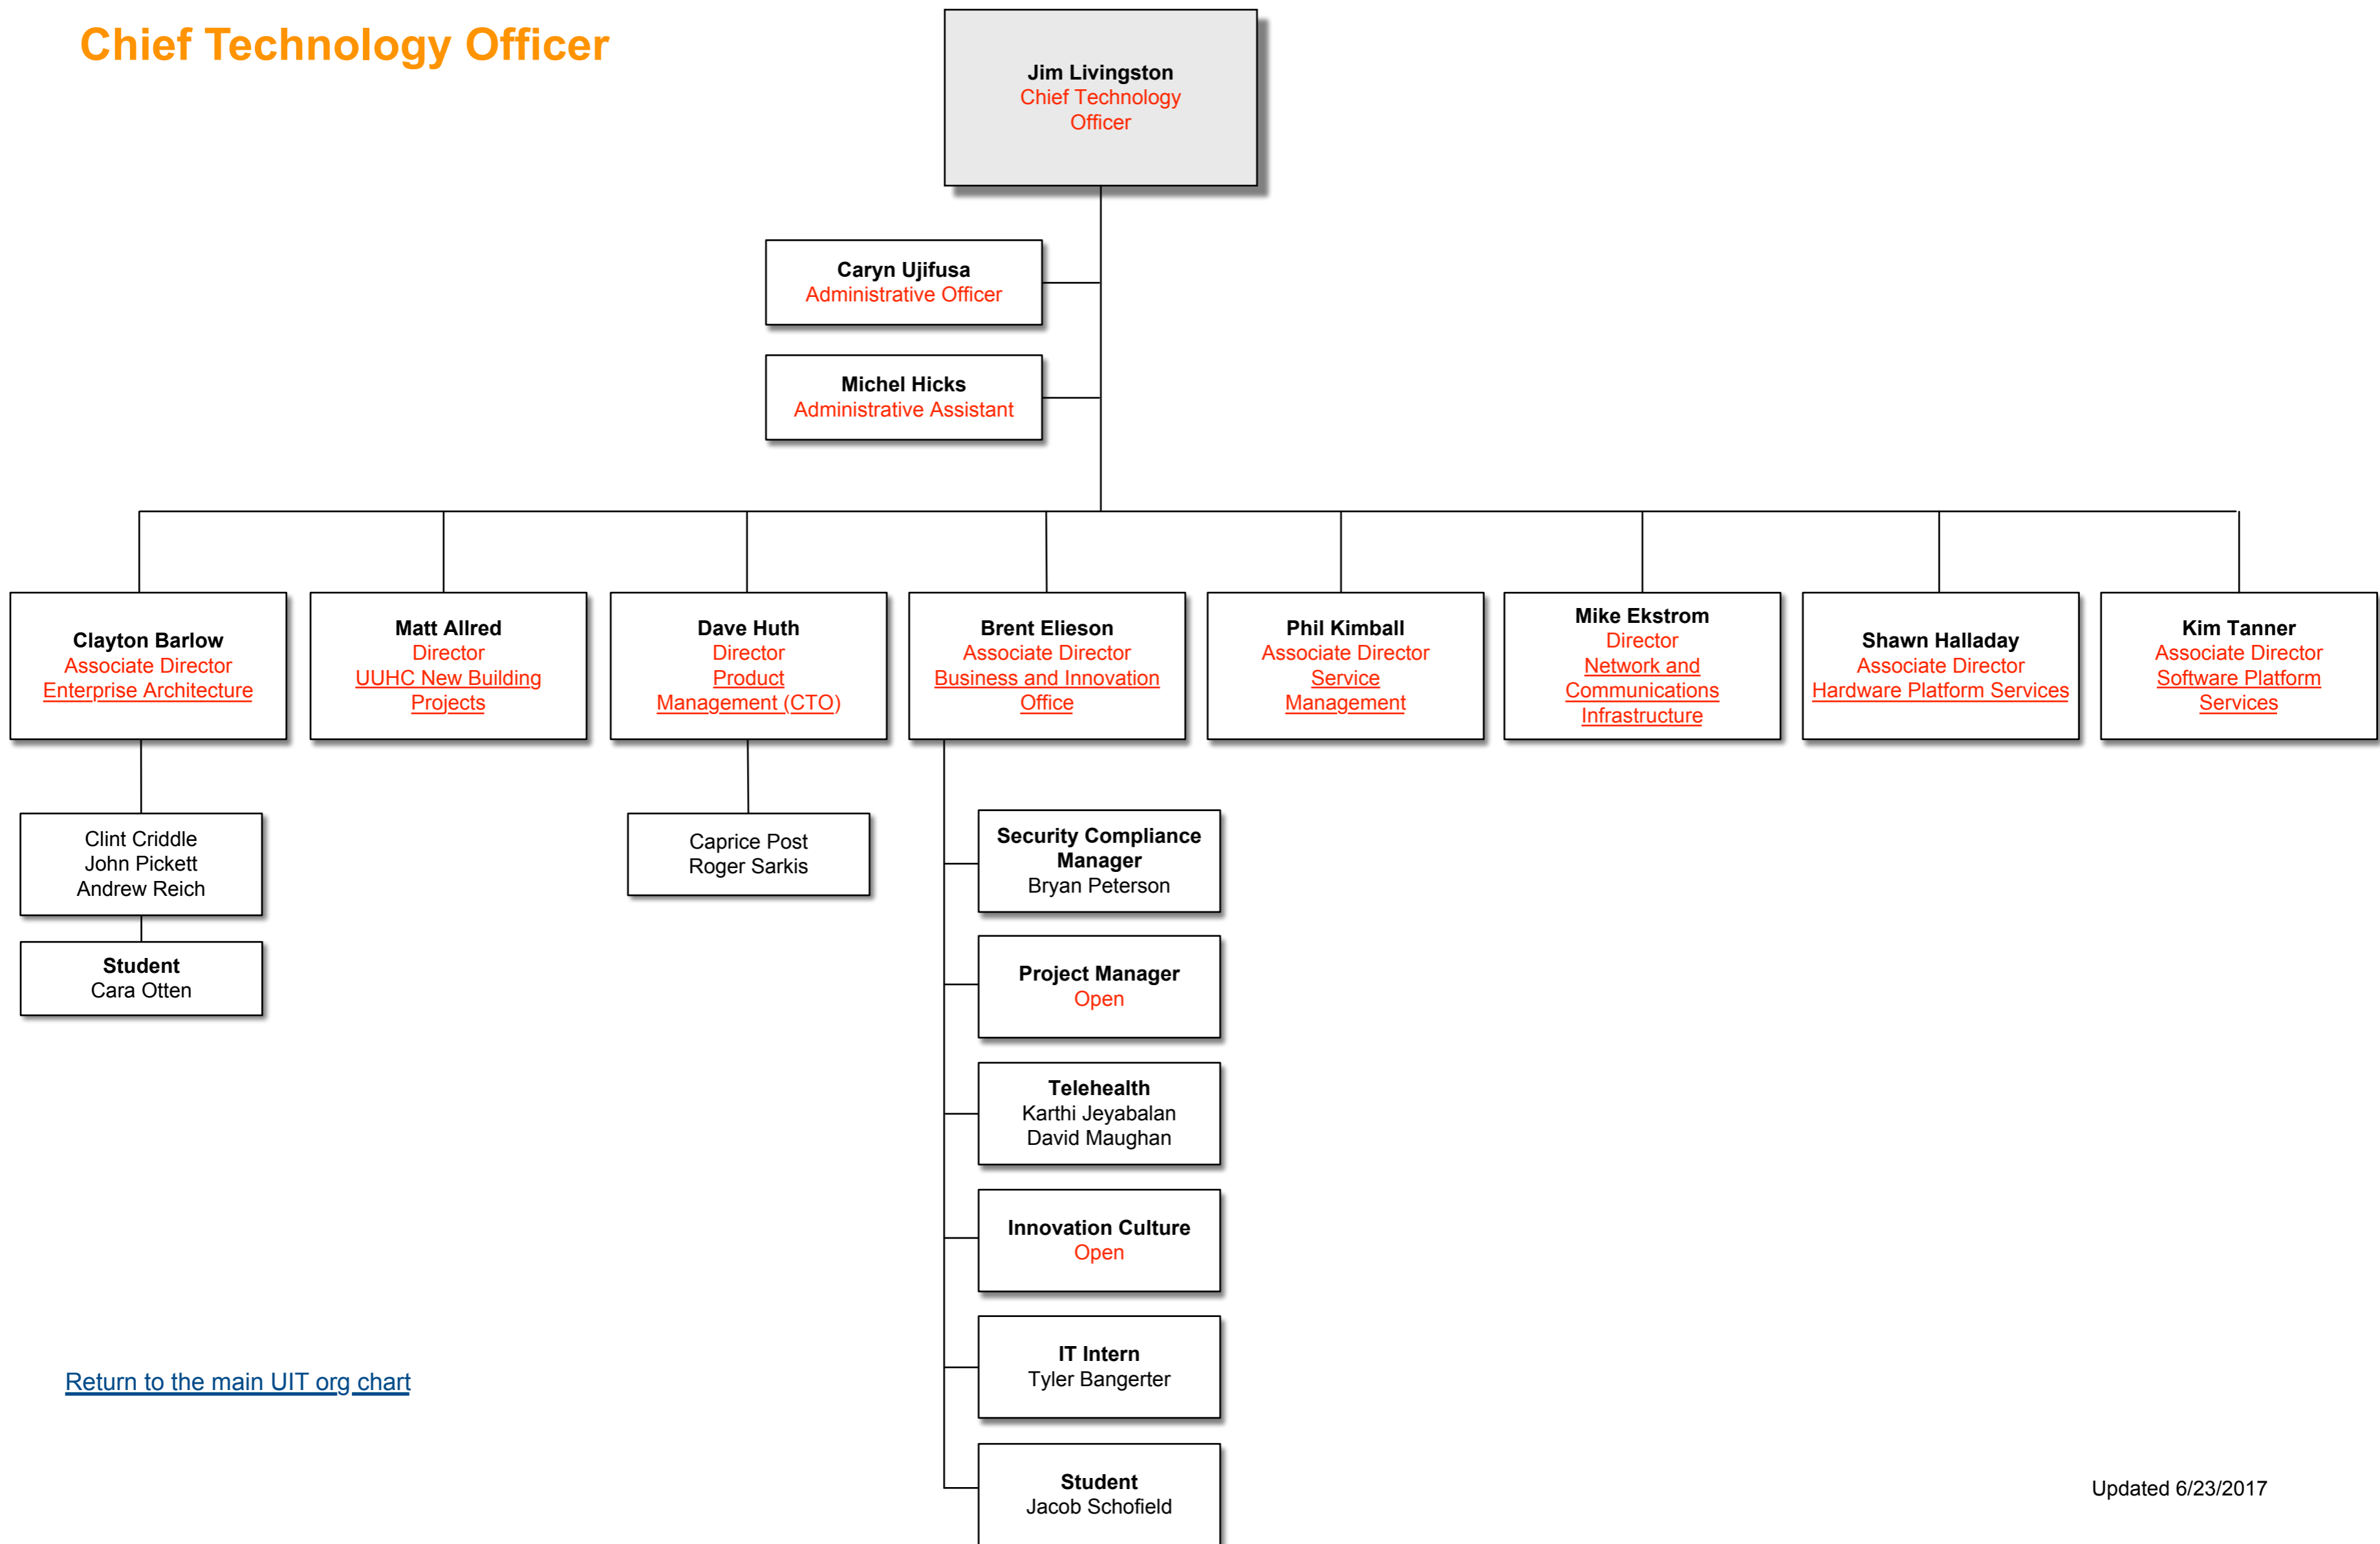 Chief Technology Officer
Jim Livingston
Chief Technology
Officer
Caryn Ujifusa
Administrative Officer
Michel Hicks
Administrative Assistant
Clayton Barlow
Associate Director
Enterprise Architecture
Matt Allred
Director
UUHC New Building
Projects
Dave Huth
Director
Product
Management (CTO)
Brent Elieson
Associate Director
Business and Innovation
Office
Phil Kimball
Associate Director
Service
Management
Mike Ekstrom
Director
Network and
Communications
Infrastructure
Shawn Halladay
Associate Director
Hardware Platform Services
Kim Tanner
Associate Director
Software Platform
Services
Clint Criddle
John Pickett
Andrew Reich
Student
Cara Otten
Caprice Post
Roger Sarkis
Security Compliance
Manager
Bryan Peterson
Project Manager
Open
Telehealth
Karthi Jeyabalan
David Maughan
Innovation Culture
Open
IT Intern
Tyler Bangerter
Student
Jacob Schofield
Return to the main UIT org chart
Updated 6/23/2017